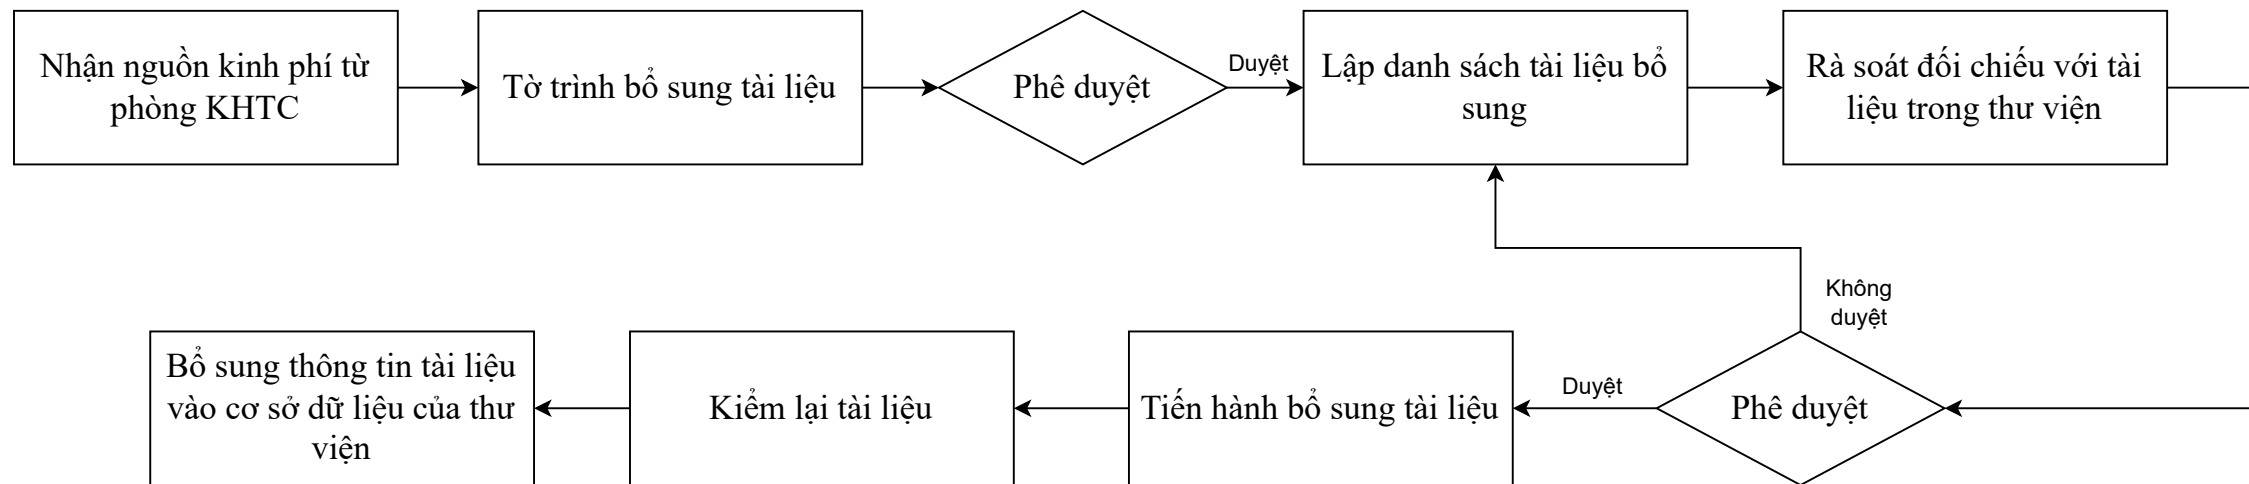 Nhận nguồn kinh phí từ
phòng KHTC
Tờ trình bổ sung tài liệu
Phê duyệt
Duyệt
Lập danh sách tài liệu bổ
sung
Rà soát đối chiếu với tài
liệu trong thư viện
Không
duyệt
Phê duyệt
Duyệt
Tiến hành bổ sung tài liệu
Kiểm lại tài liệu
Bổ sung thông tin tài liệu
vào cơ sở dữ liệu của thư
viện